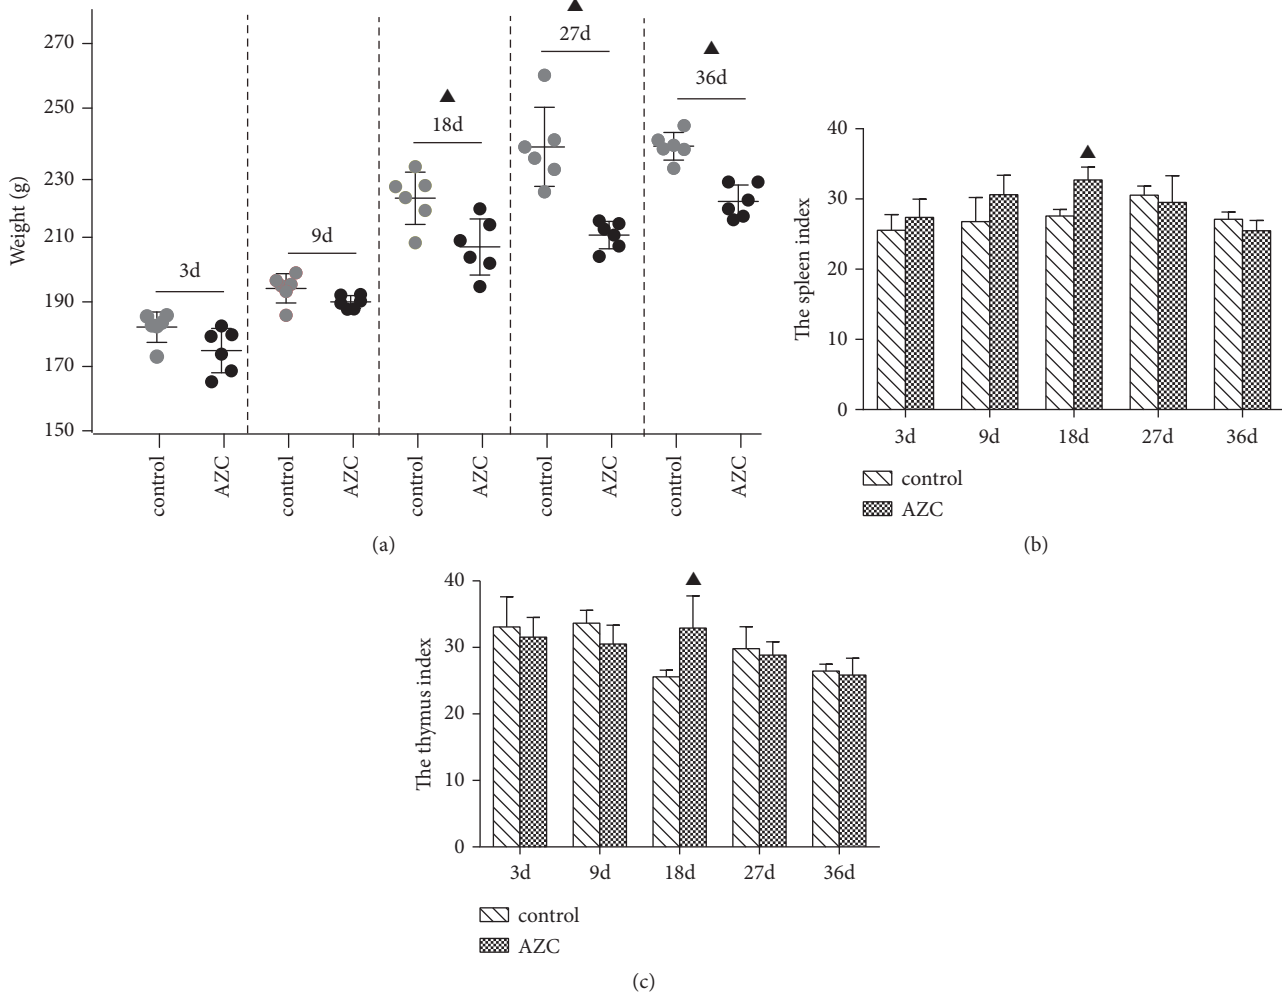 Weight (g)
270
250
230
210
190
170
150
3d
9d
▲
18d
▲
27d
▲
36d
control
AZC
control
AZC
control
AZC
control
AZC
control
AZC
(a)
The spleen index
40
30
20
10
0
▲
3d 9d 18d 27d 36d
control
AZC
(b)
The thymus index
40
30
20
10
0
▲
3d 9d 18d 27d 36d
control
AZC
(c)